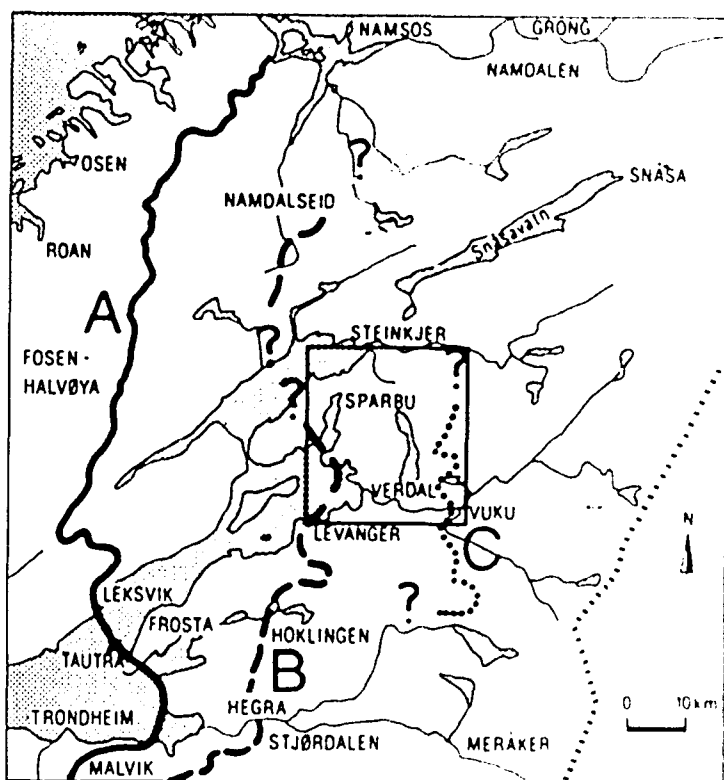 NAMSOS
GRONG
NAMDALEN
OSEN
?
SNÅSA
NAMDALSEID
Snåsavatn
ROAN
A
STEINKJER
?
?
FOSEN-
HALVØYA
?
SPARBU
VERDAL
VUKU
LEVANGER
C
N
LEKSVIK
?
FROSTA
HOKLINGEN
TAUTRA
B
HEGRA
0 10 km
TRONDHEIM
STJØRDALEN
MERÅKER
MALVIK